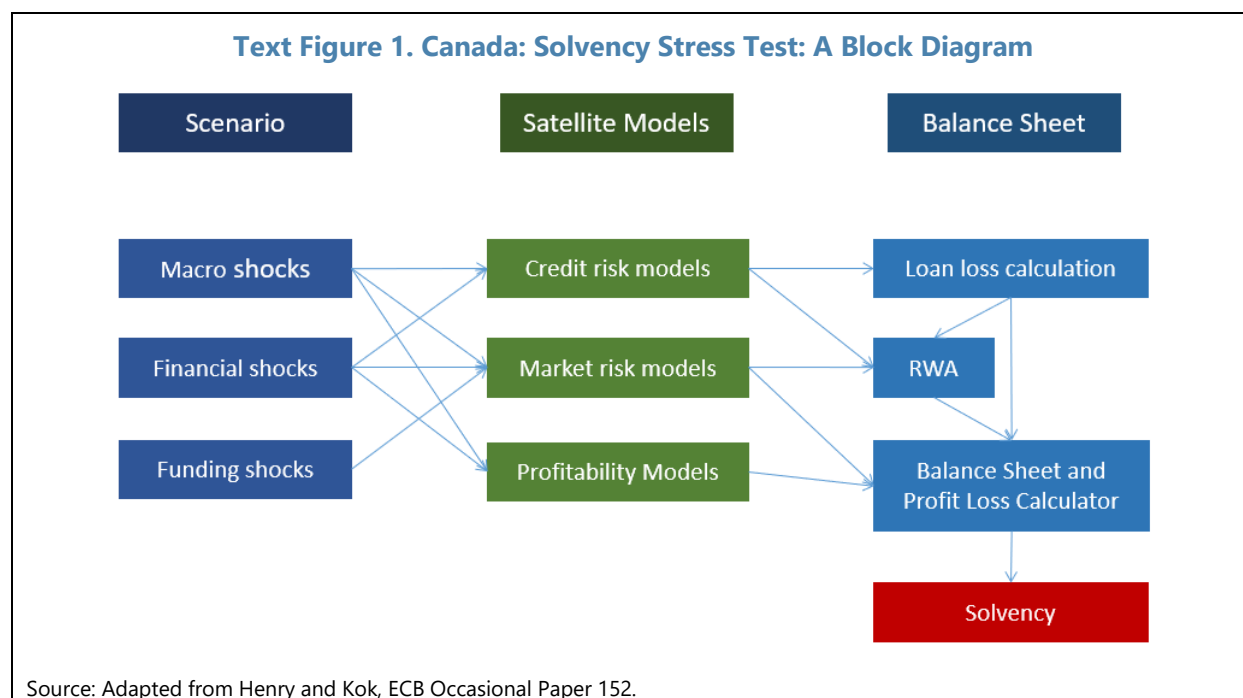 Text Figure 1. Canada: Solvency Stress Test: A Block Diagram
Scenario
Satellite Models
Balance Sheet
Macro shocks
Credit risk models
Loan loss calculation
Financial shocks
Market risk models
RWA
Funding shocks
Profitability Models
Balance Sheet and
Profit Loss Calculator
Solvency
Source: Adapted from Henry and Kok, ECB Occasional Paper 152.